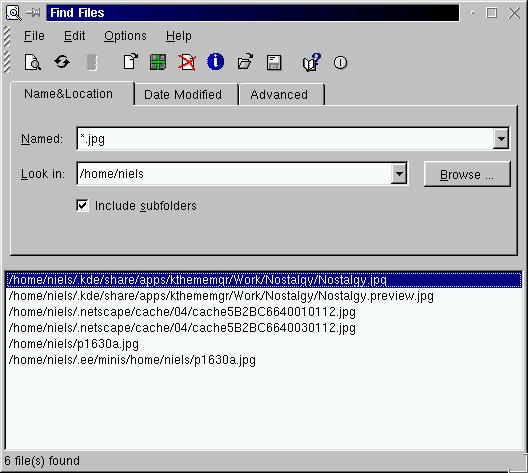 Find Files
File Edit Options Help
Name&Location Date Modified Advanced
Named: *.jpg
Look in: /home/niels Browse ...
Include subfolders
/home/niels/.kde/share/apps/kthememgr/Work/Nostalgy/Nostalgy.jpg
/home/niels/.kde/share/apps/kthememgr/Work/Nostalgy/Nostalgy.preview.jpg
/home/niels/.netscape/cache/04/cache5B2BC6640010112.jpg
/home/niels/.netscape/cache/04/cache5B2BC6640030112.jpg
/home/niels/p1630a.jpg
/home/niels/.ee/minis/home/niels/p1630a.jpg
6 file(s) found